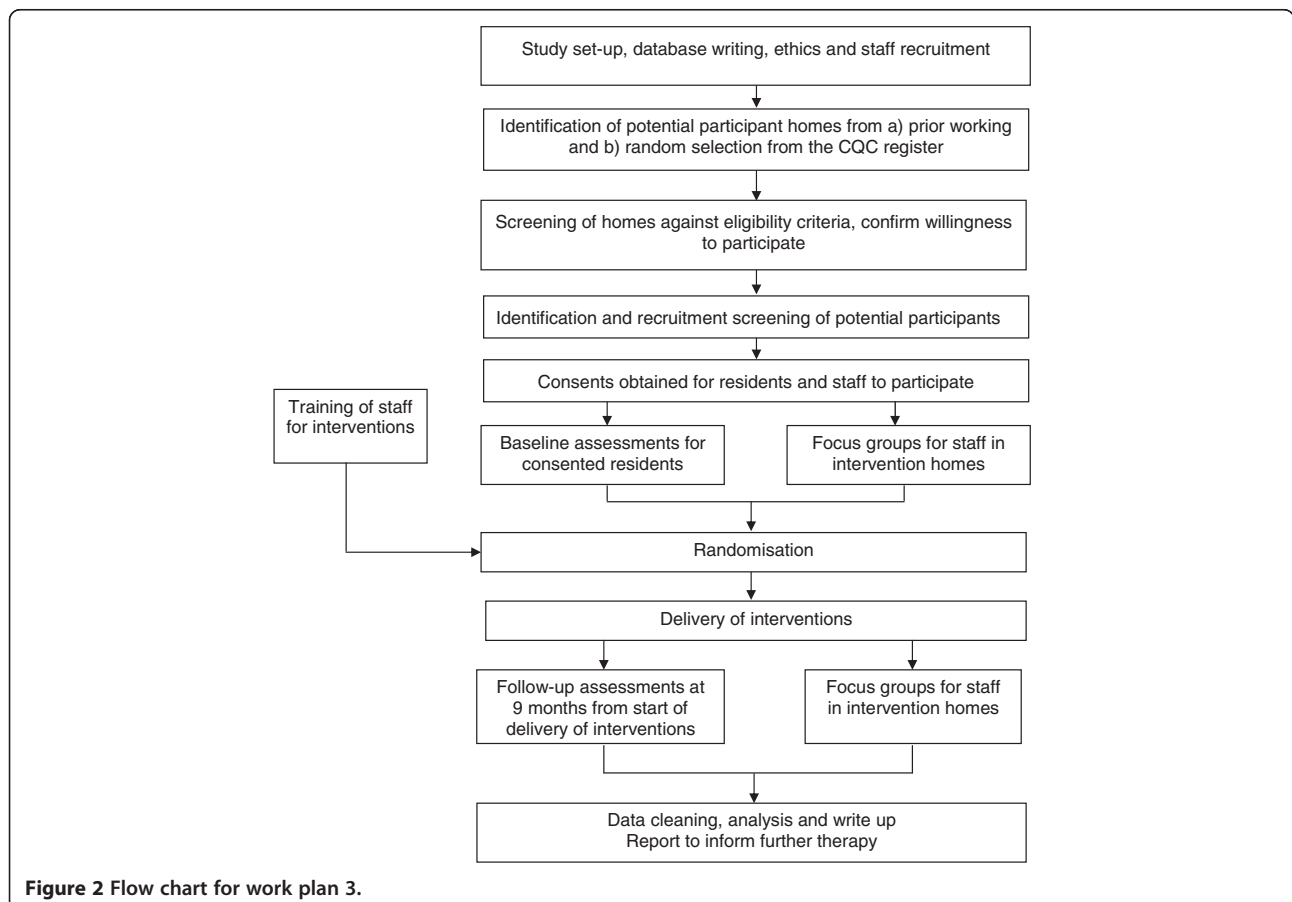 Study set-up, database writing, ethics and staff recruitment
Identification of potential participant homes from a) prior working
and b) random selection from the CQC register
Screening of homes against eligibility criteria, confirm willingness
to participate
Identification and recruitment screening of potential participants
Consents obtained for residents and staff to participate
Training of staff
for interventions
Baseline assessments for
consented residents
Focus groups for staff in
intervention homes
Randomisation
Delivery of interventions
Follow-up assessments at
9 months from start of
delivery of interventions
Focus groups for staff
in intervention homes
Data cleaning, analysis and write up
Report to inform further therapy
Figure 2 Flow chart for work plan 3.